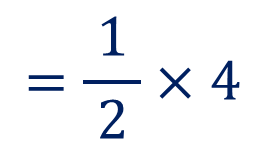 = 1/2 × 4